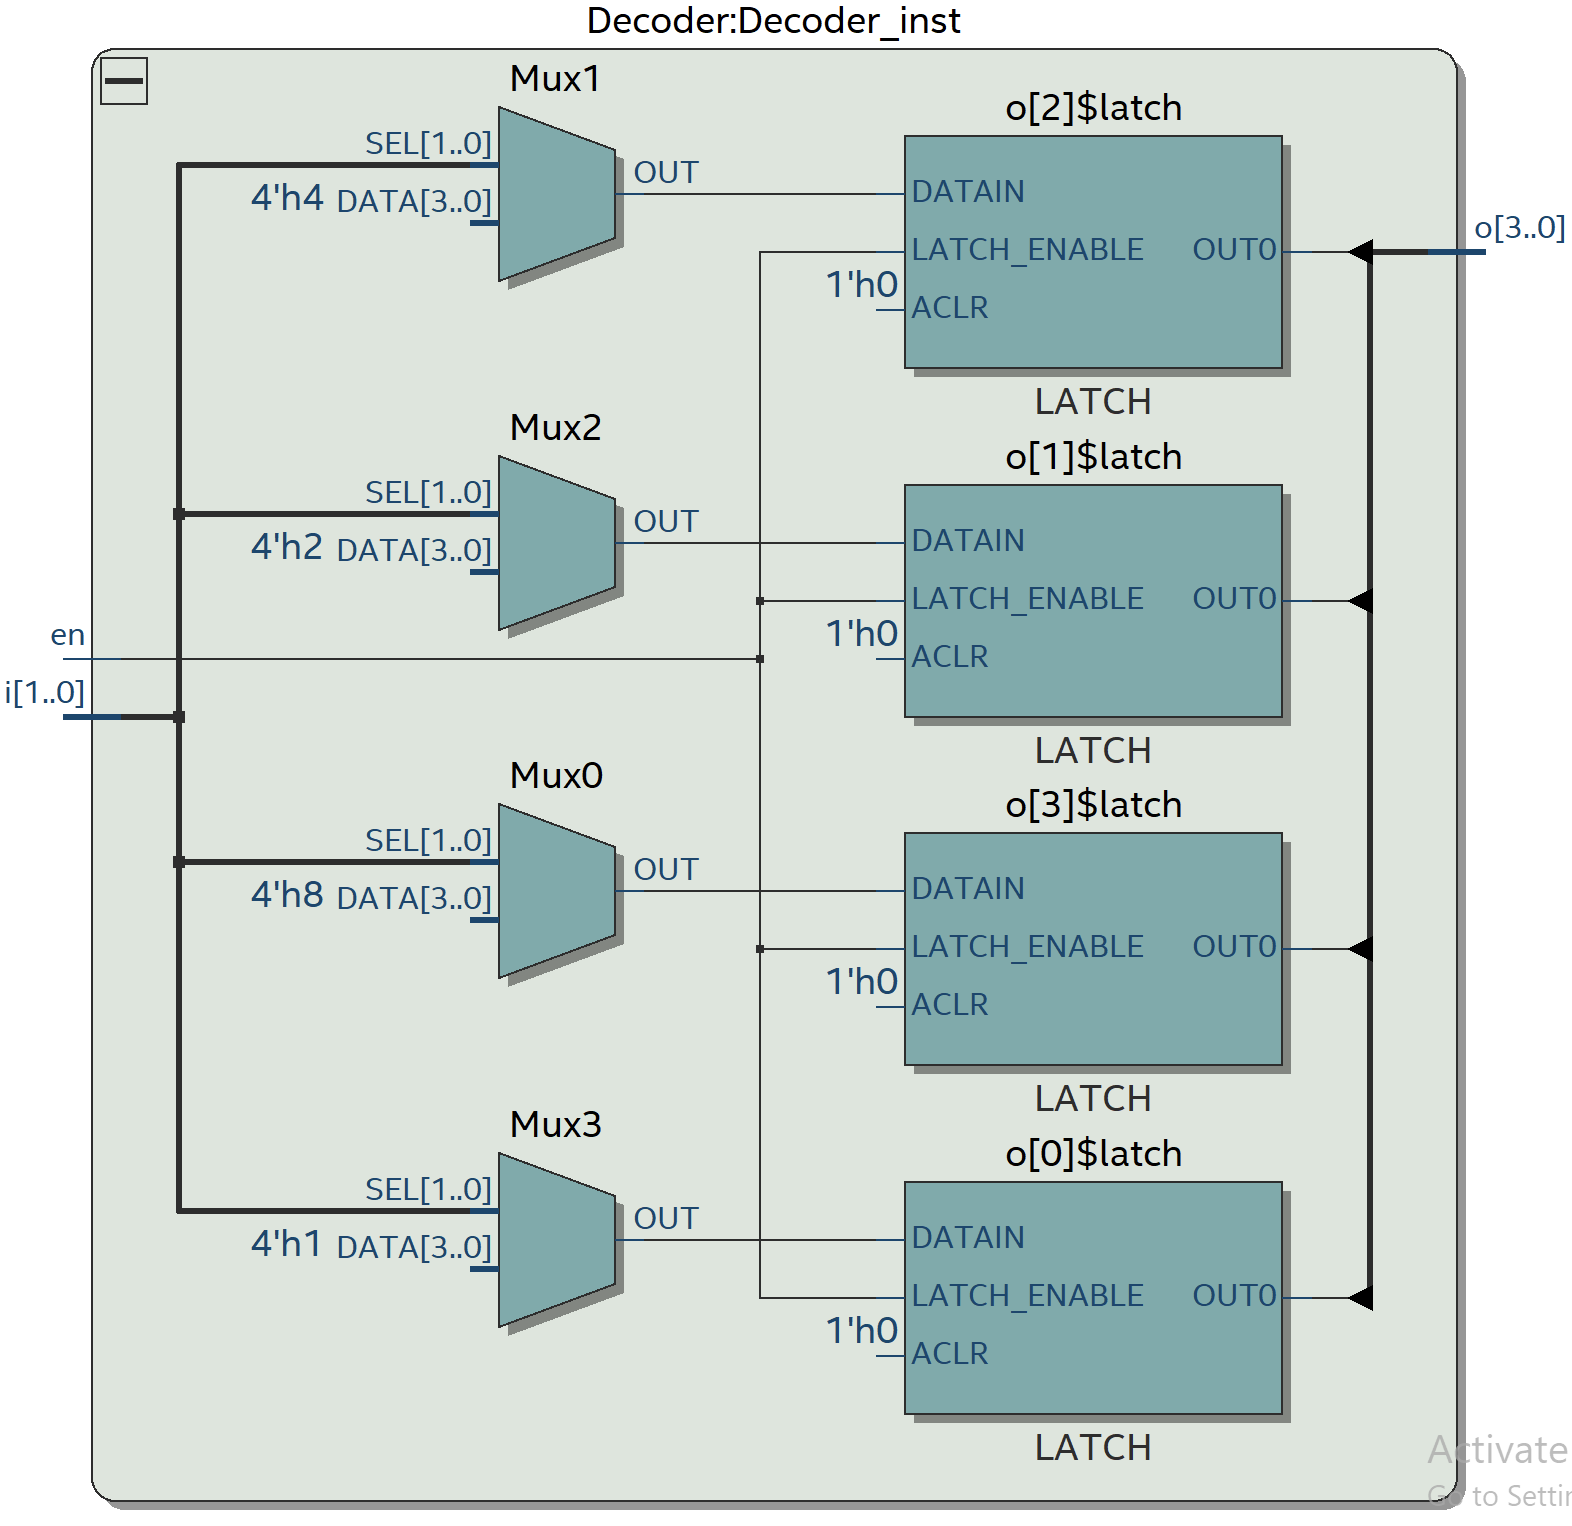 Decoder:Decoder_inst
Mux1
SEL[1..0]
4'h4 DATA[3..0]
OUT
o[2]$latch
DATAIN
LATCH_ENABLE OUT0
1'h0
ACLR
LATCH
o[3..0]
Mux2
SEL[1..0]
4'h2 DATA[3..0]
OUT
o[1]$latch
DATAIN
LATCH_ENABLE OUT0
1'h0
ACLR
LATCH
en
i[1..0]
Mux0
SEL[1..0]
4'h8 DATA[3..0]
OUT
o[3]$latch
DATAIN
LATCH_ENABLE OUT0
1'h0
ACLR
LATCH
Mux3
SEL[1..0]
4'h1 DATA[3..0]
OUT
o[0]$latch
DATAIN
LATCH_ENABLE OUT0
1'h0
ACLR
LATCH
Activate
Go to Settin